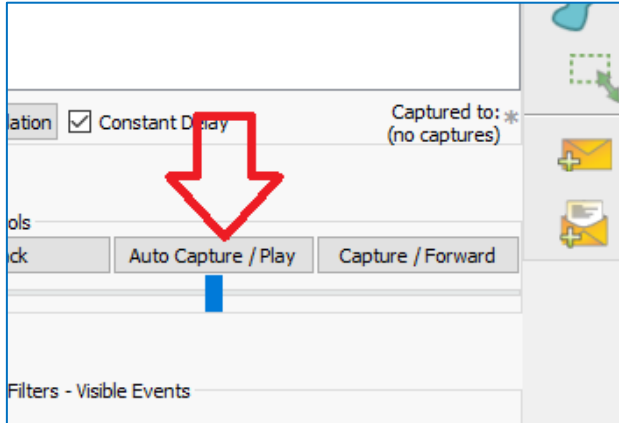 lation
Constant Delay
Captured to:
(no captures)
ols
ck
Auto Capture / Play
Capture / Forward
Filters - Visible Events